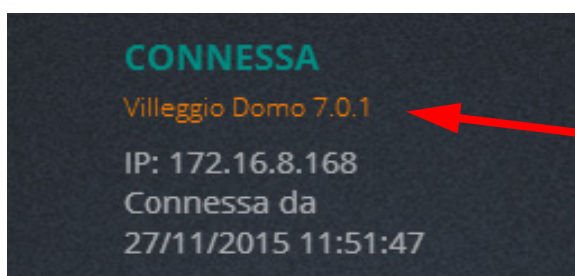 CONNESSA
Villeggio Domo 7.0.1
IP: 172.16.8.168
Connessa da
27/11/2015 11:51:47